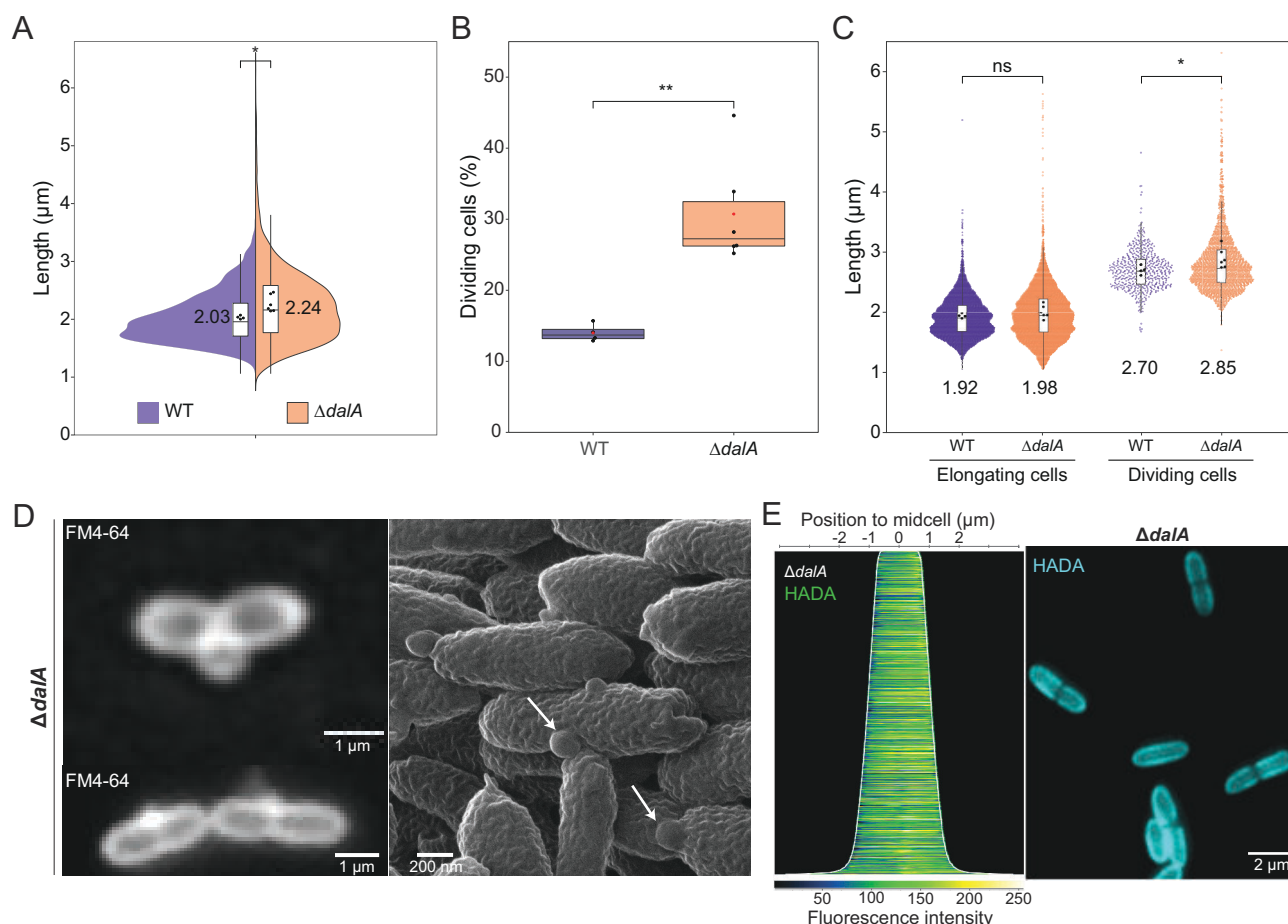 A
Length (µm)
6
5
4
3
2
1
0
*
2.03
2.24
WT
ΔdalA
B
Dividing cells (%)
50
40
30
20
10
0
**
WT
ΔdalA
C
Length (µm)
6
5
4
3
2
1
0
ns
*
1.92
1.98
2.70
2.85
WT
ΔdalA
WT
ΔdalA
Elongating cells
Dividing cells
D
ΔdalA
FM4-64
1 µm
FM4-64
1 µm
200 nm
E
Position to midcell (µm)
-2 -1 0 1 2
ΔdalA
HADA
50 100 150 200 250
Fluorescence intensity
ΔdalA
HADA
2 µm